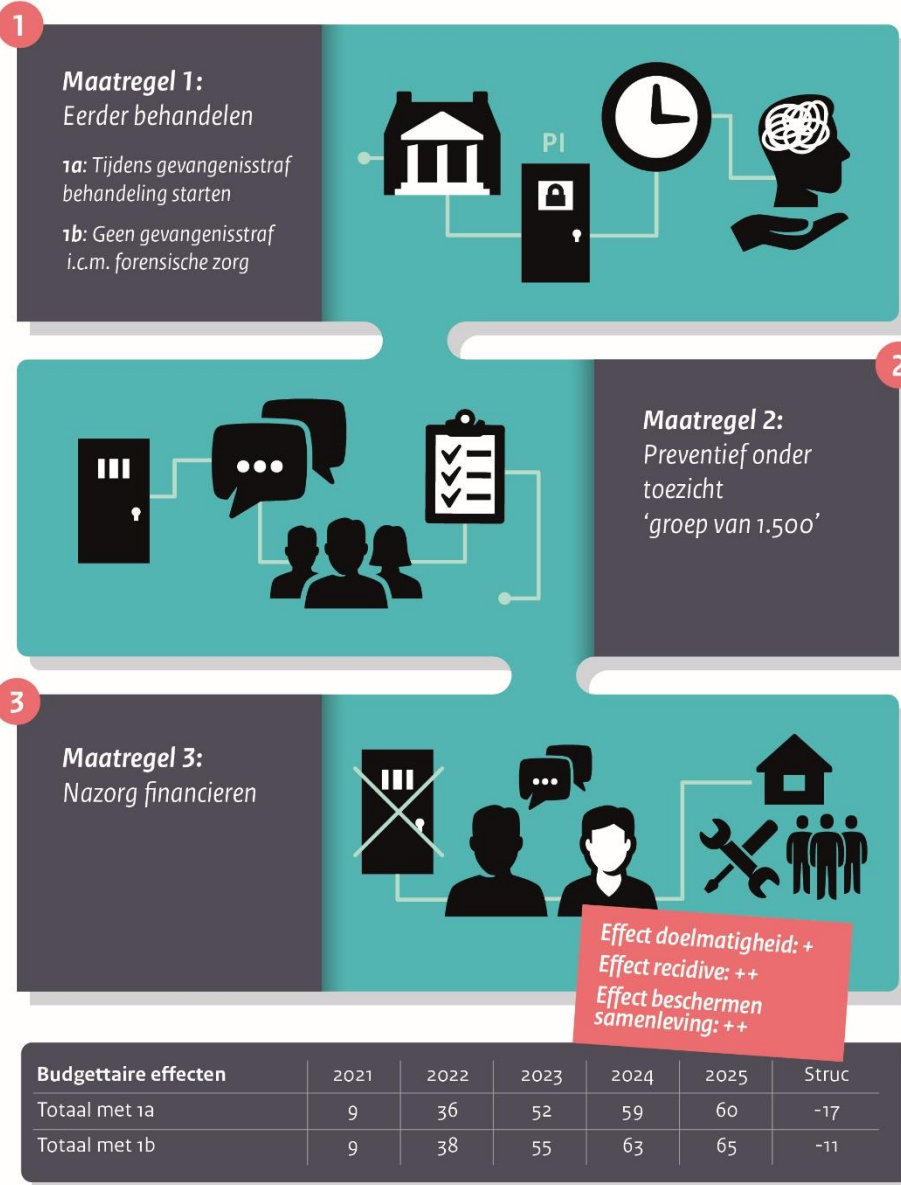 1
Maatregel 1:
Eerder behandelen
1a: Tijdens gevangenisstraf
behandeling starten
1b: Geen gevangenisstraf
i.c.m. forensische zorg
PI
2
Maatregel 2:
Preventief onder
toezicht
‘groep van 1.500’
3
Maatregel 3:
Nazorg financieren
Effect doelmatigheid: +
Effect recidive: ++
Effect beschermen
samenleving: ++
Budgettaire effecten 2021 2022 2023 2024 2025 Struc
Totaal met 1a 9 36 52 59 60 -17
Totaal met 1b 9 38 55 63 65 -11